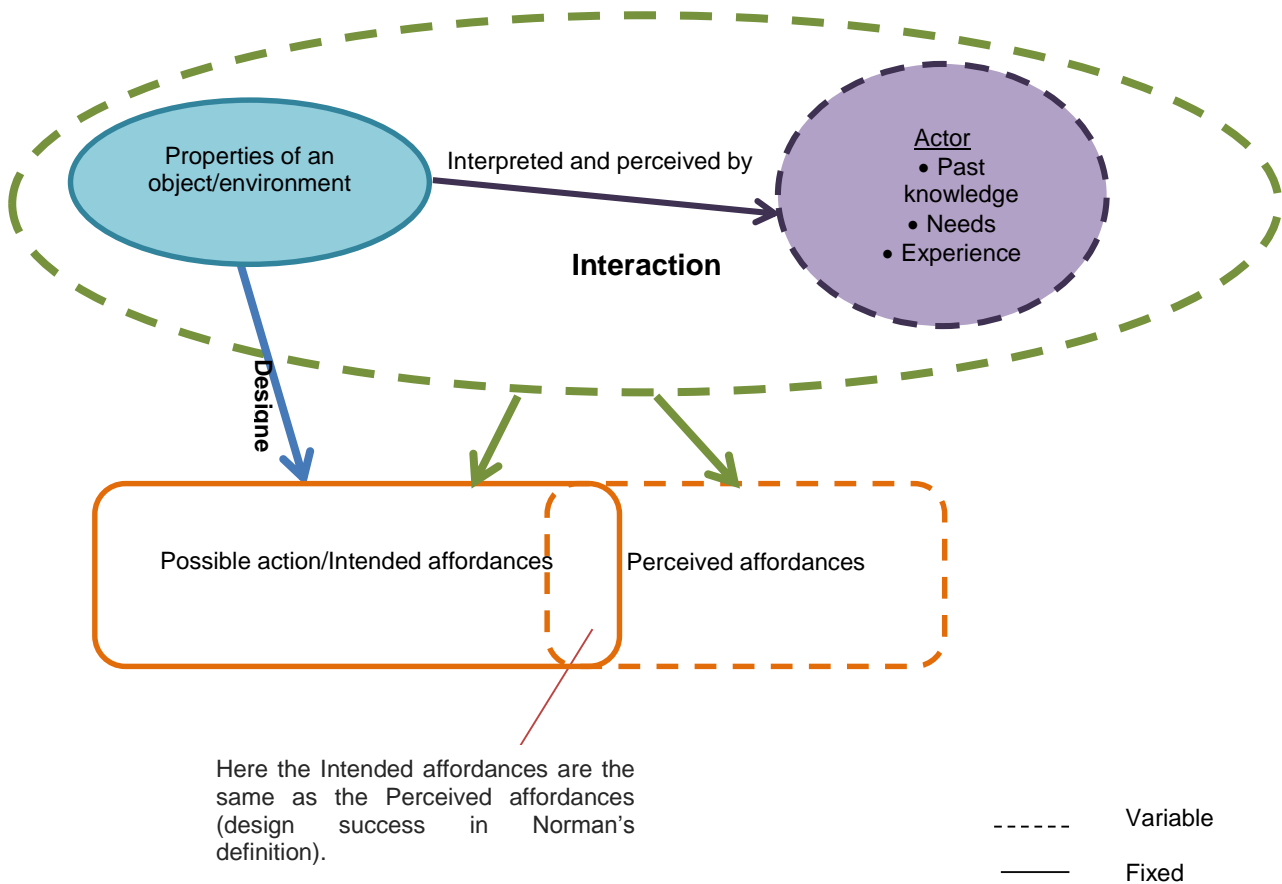 Properties of an
object/environment
Interpreted and perceived by
Actor
• Past
knowledge
• Needs
• Experience
Interaction
Designe
Possible action/Intended affordances
Perceived affordances
Here the Intended affordances are the
same as the Perceived affordances
(design success in Norman's
definition).
Variable
Fixed